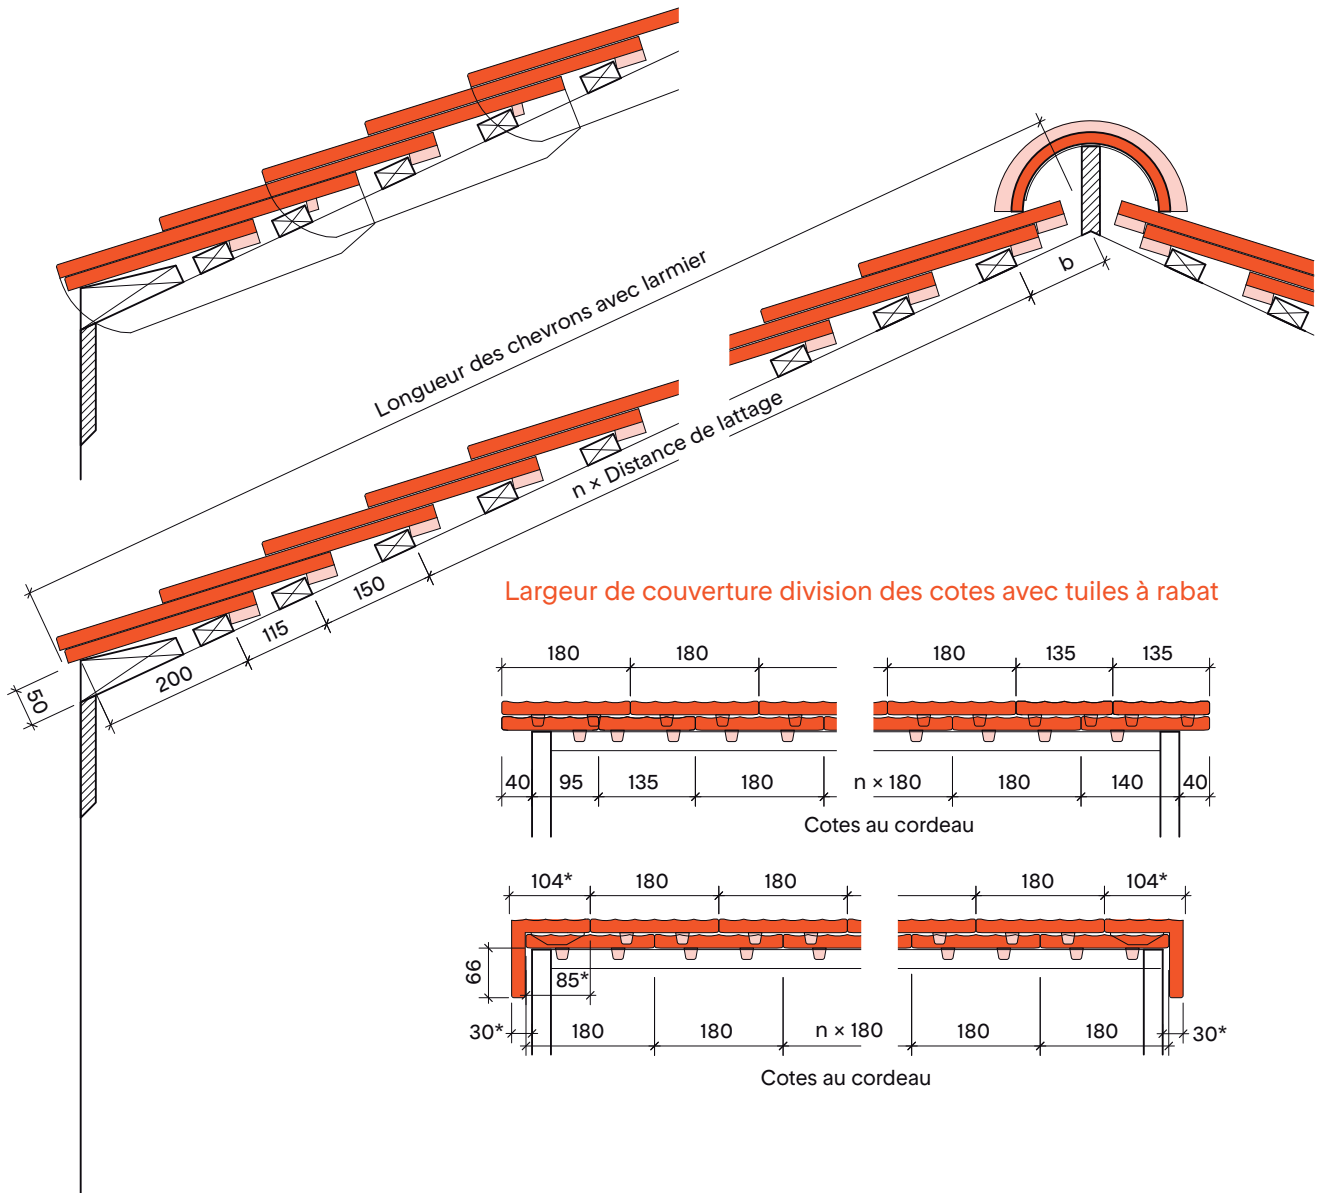 Longueur des chevrons avec larmier
b
n × Distance de lattage
150
115
200
50
Largeur de couverture division des cotes avec tuiles à rabat
180 180 180 135 135
40 95 135 180 n × 180 180 140 40
Cotes au cordeau
104* 180 180 180 104*
66
85*
30* 180 180 n × 180 180 180 30*
Cotes au cordeau